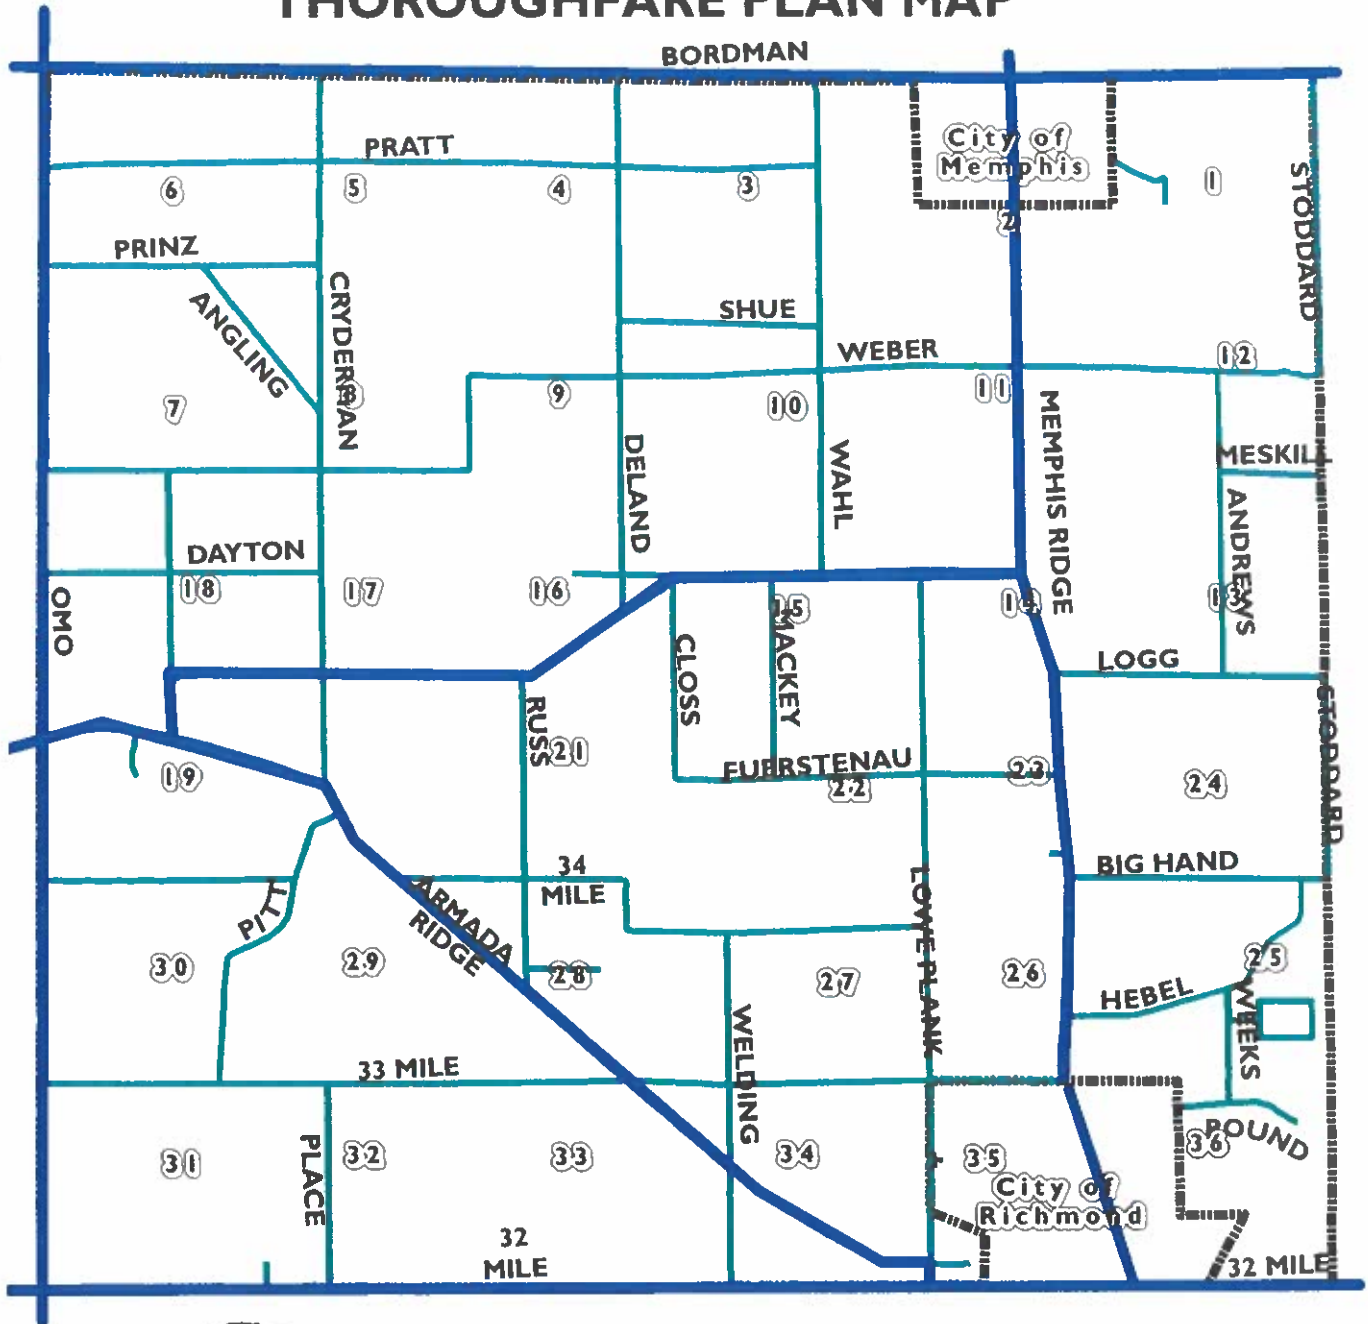 THOROUGHFARE PLAN MAP
BORDMAN
City of
Memphis
PRATT
6
5
4
3
1
STODDARD
2
PRINZ
ANGLING
CRYDERMAN
SHUE
WEBER
12
7
8
9
10
11
MEMPHIS RIDGE
MESKILL
DELAND
WAHL
ANDREWS
DAYTON
18
17
16
15
14
13
OMO
MACKEY
CLOSS
LOGG
STODDARD
RUSS
21
FUERSTENAU
22
23
24
19
34
MILE
BIG HAND
LOWE PLANK
PITT
ARMADA
RIDGE
30
29
28
27
26
25
HEBEL
WEEKS
WELDING
33 MILE
POUND
36
PLACE
31
32
33
34
35
City of
Richmond
32
MILE
32 MILE